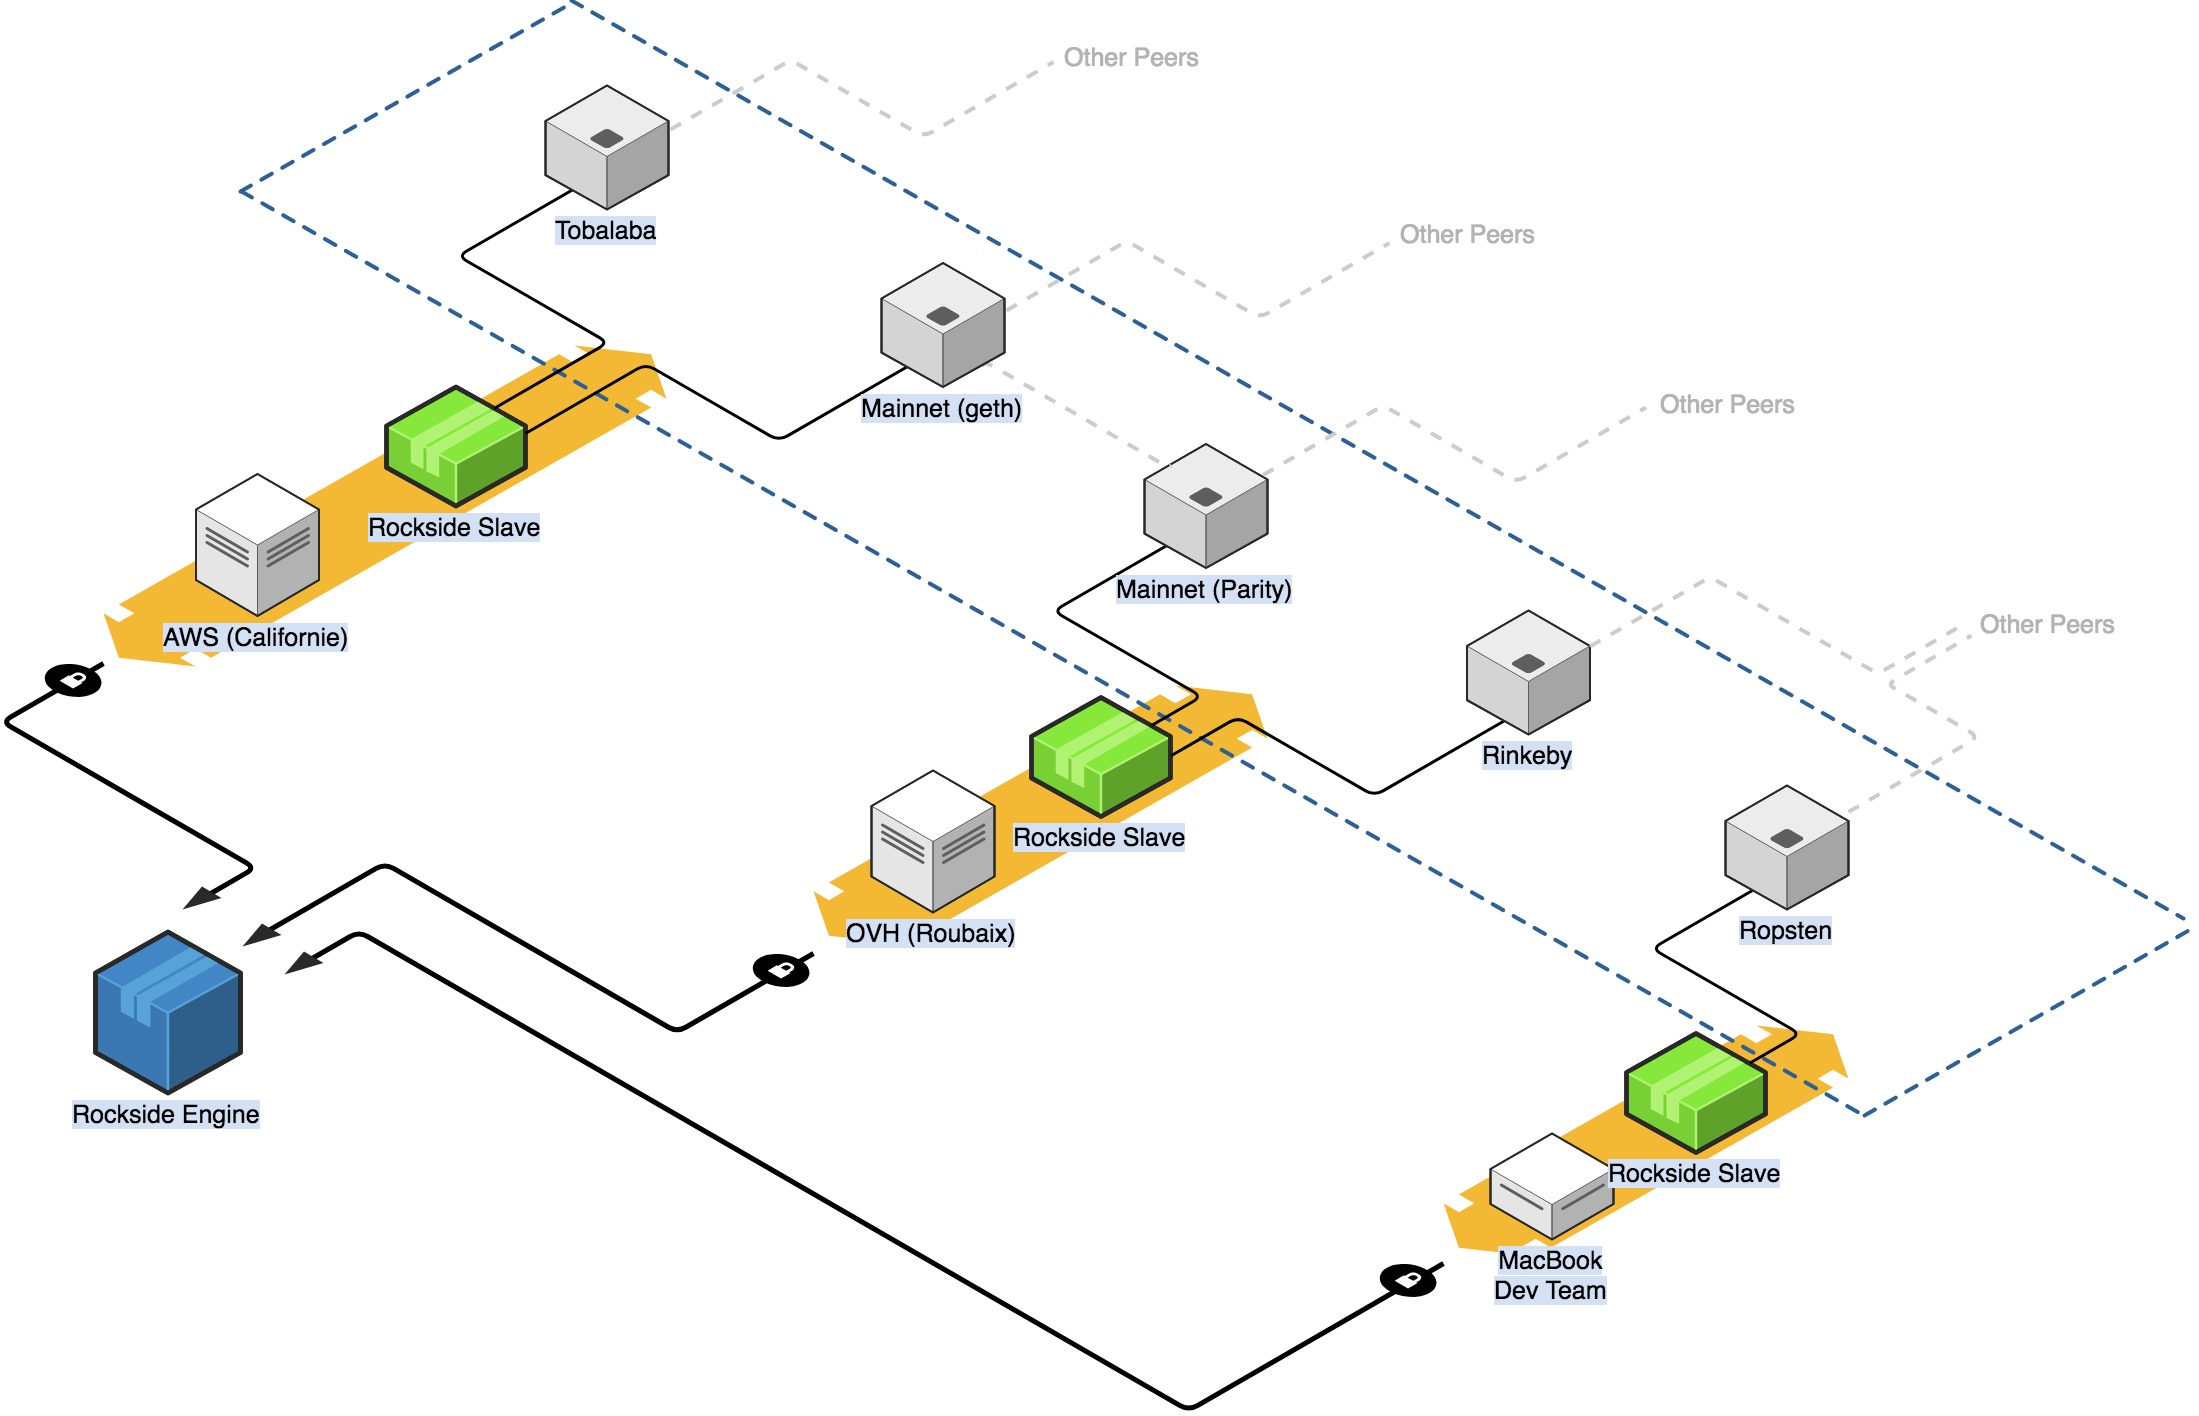 Other Peers
Tobalaba
Other Peers
Mainnet (geth)
Other Peers
Rockside Slave
Mainnet (Parity)
AWS (Californie)
Other Peers
Rinkeby
Rockside Slave
OVH (Roubaix)
Ropsten
Rockside Engine
Rockside Slave
MacBook
Dev Team